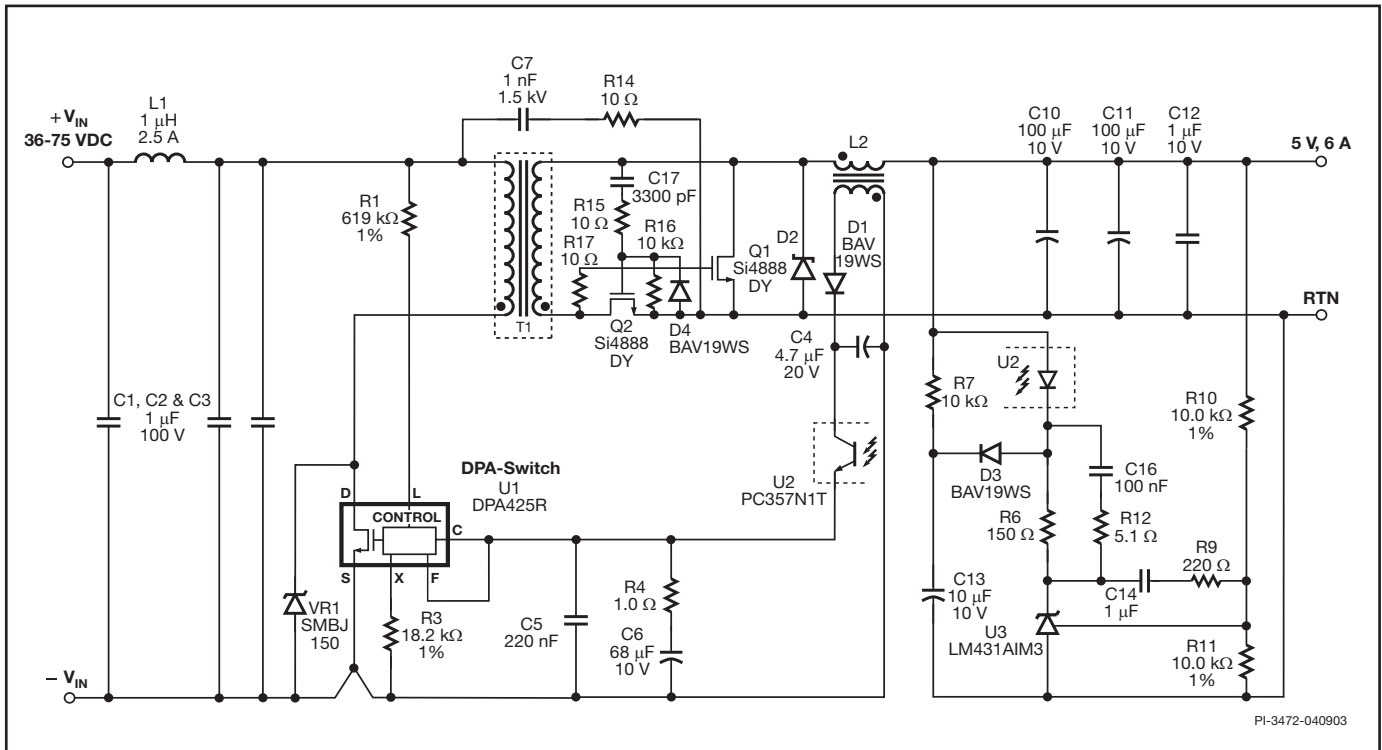 C7
1 nF
1.5 kV
R14
10 Ω
+ VIN
36-75 VDC
L1
1 μH
2.5 A
C10
100 μF
10 V
C11
100 μF
10 V
C12
1 μF
10 V
5 V, 6 A
L2
R1
619 kΩ
1%
C17
3300 pF
R15
10 Ω
R16
10 kΩ
R17
10 Ω
Q1
Si4888
DY
D2
D1
BAV
19WS
T1
Q2
Si4888
DY
D4
BAV19WS
RTN
C4
4.7 μF
20 V
U2
R7
10 kΩ
R10
10.0 kΩ
1%
C1, C2 & C3
1 μF
100 V
DPA-Switch
U1
DPA425R
U2
PC357N1T
D3
BAV19WS
C16
100 nF
D
L
CONTROL
C
S
X
F
R6
150 Ω
R12
5.1 Ω
R9
220 Ω
VR1
SMBJ
150
R3
18.2 kΩ
1%
C5
220 nF
R4
1.0 Ω
C6
68 μF
10 V
C13
10 μF
10 V
C14
1 μF
U3
LM431AIM3
R11
10.0 kΩ
1%
− VIN
PI-3472-040903